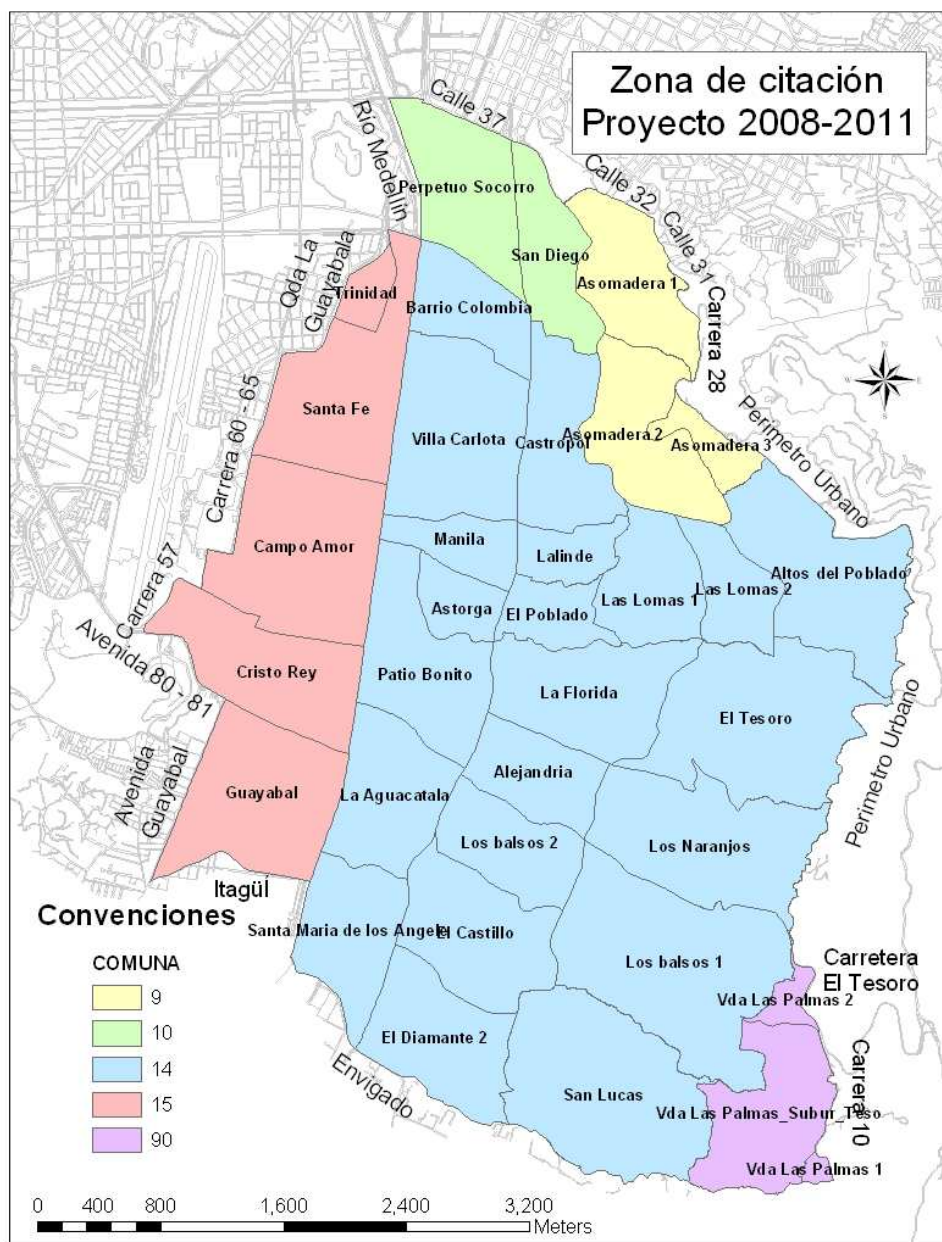 Zona de citación
Proyecto 2008-2011
Calle 37
Río Medellín
Calle 32
Calle 31
Perpetuo Socorro
San Diego
Qda La
Guayabala
Trinidad
Asomadera 1
Barrio Colombia
Carrera 28
Santa Fe
Carrera 60 - 65
Villa Carlota
Castropol
Asomadera 2
Asomadera 3
Perimetro Urbano
N
W
E
S
Campo Amor
Manila
Lalinde
Altos del Poblado
Carrera 57
Astorga
El Poblado
Las Lomas 1
Las Lomas 2
Avenida 80 - 81
Cristo Rey
Patio Bonito
La Florida
El Tesoro
Perimetro Urbano
Avenida
Guayabal
Guayabal
La Aguacatala
Alejandria
Los balsos 2
Los Naranjos
Itagüí
Santa Maria de los Angele
El Castillo
Los balsos 1
Carretera
El Tesoro
Vda Las Palmas 2
El Diamante 2
Envigado
San Lucas
Vda Las Palmas_Subur_Teso
Carrera 10
Vda Las Palmas 1
Convenciones
COMUNA
9
10
14
15
90
0 400 800 1,600 2,400 3,200
Meters